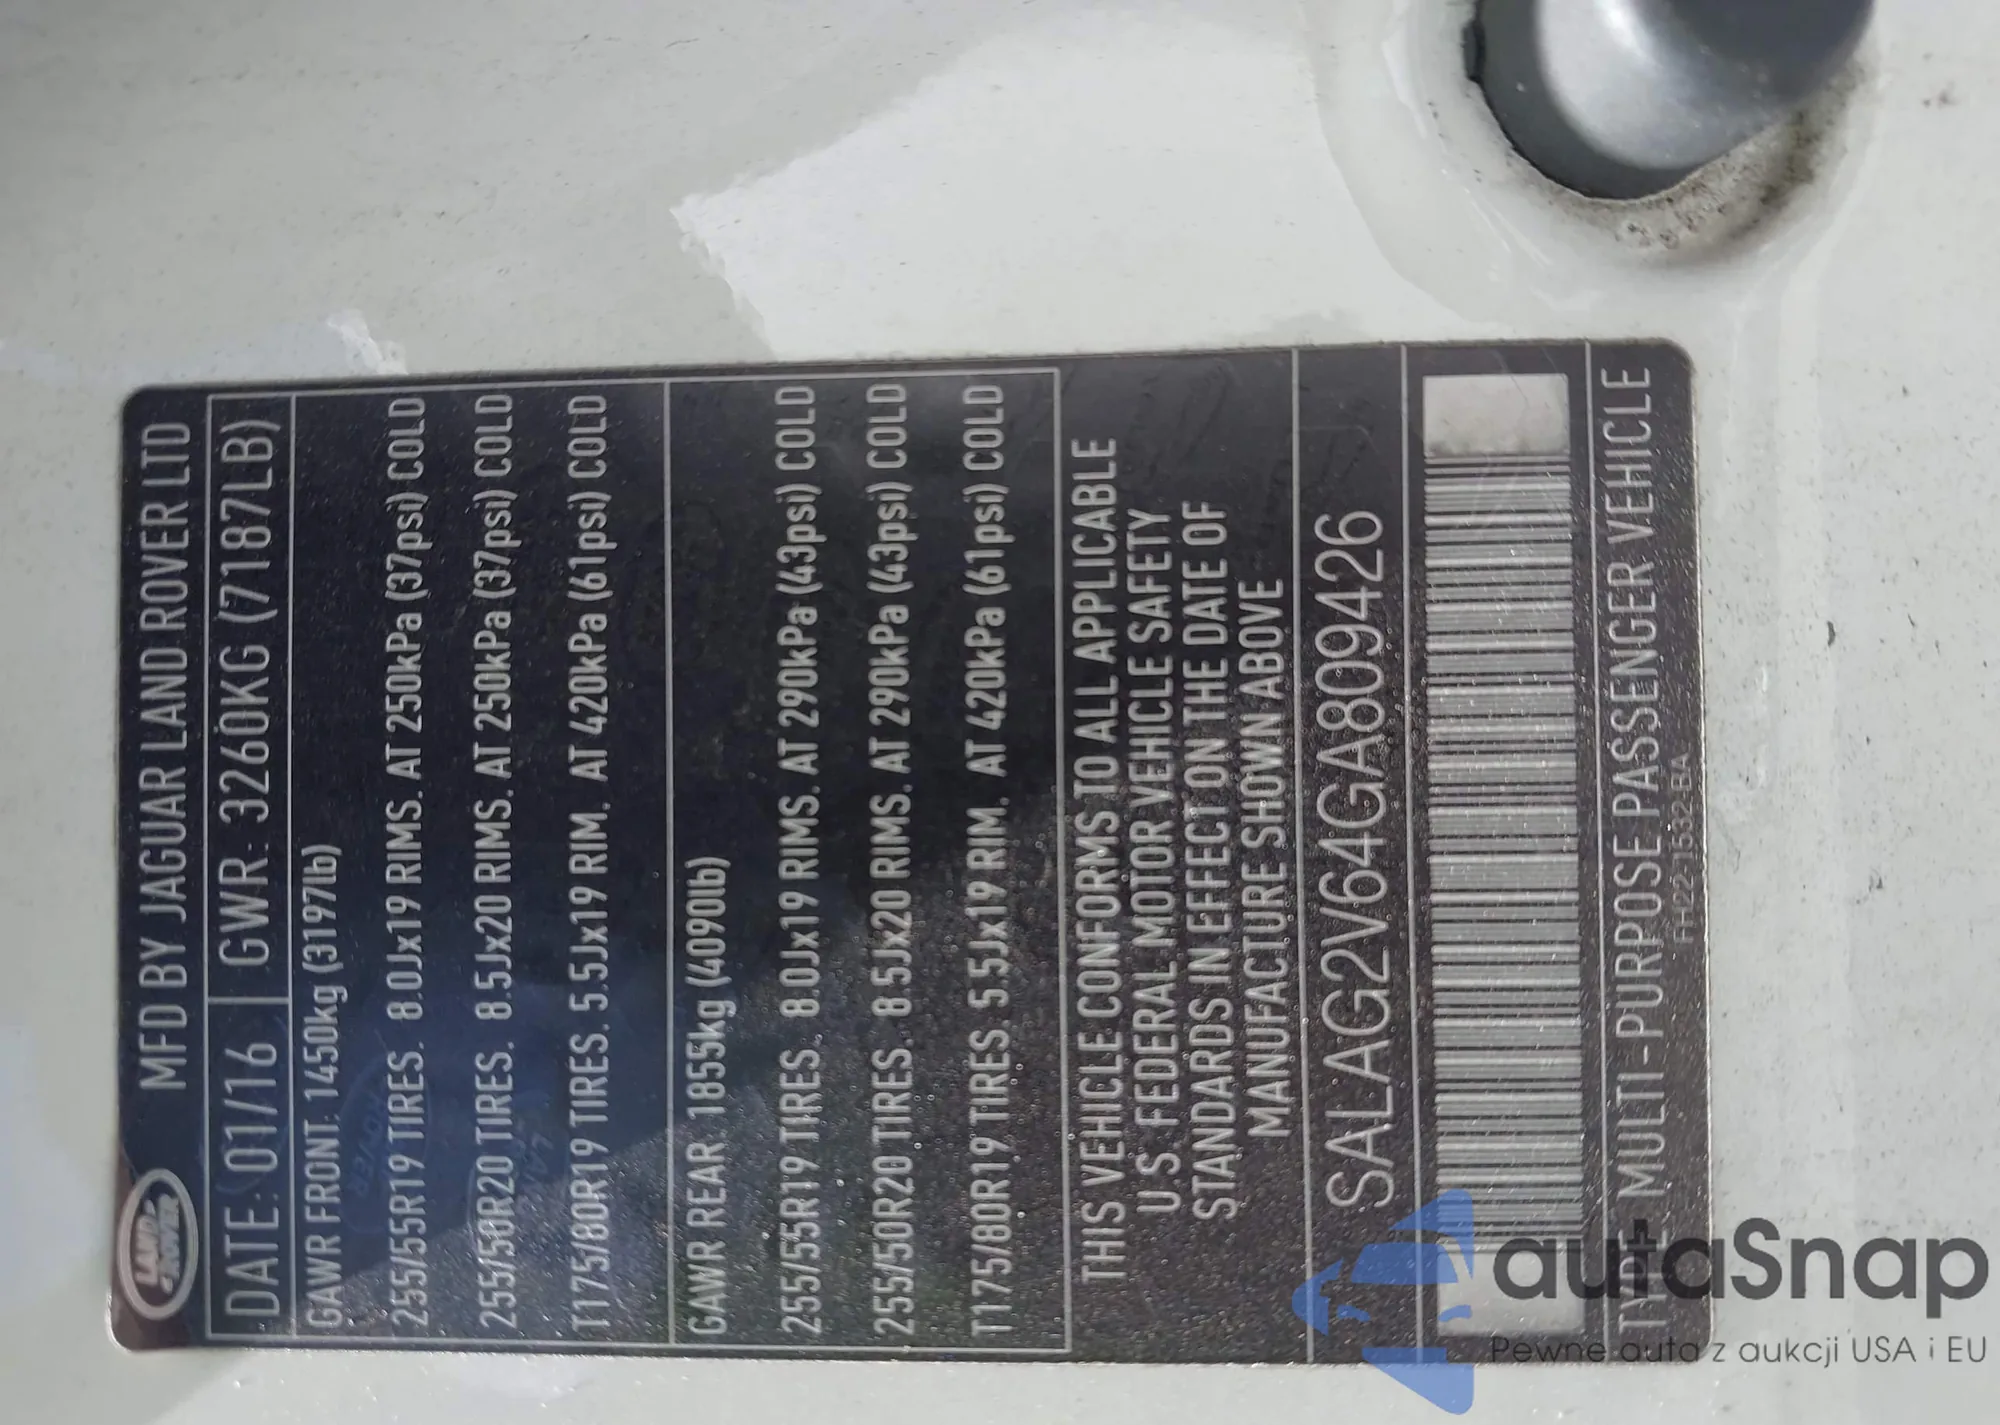 LAND ROVER
MFD BY JAGUAR LAND ROVER LTD
DATE: 01/16 GWR: 3260KG (7187LB)
GAWR FRONT: 1450kg (3197lb)
255/55R19 TIRES. 8.0Jx19 RIMS. AT 250kPa (37psi) COLD
255/50R20 TIRES. 8.5Jx20 RIMS. AT 250kPa (37psi) COLD
T175/80R19 TIRES. 5.5Jx19 RIM. AT 420kPa (61psi) COLD
GAWR REAR 1855kg (4090lb)
255/55R19 TIRES. 8.0Jx19 RIMS. AT 290kPa (43psi) COLD
255/50R20 TIRES. 8.5Jx20 RIMS. AT 290kPa (43psi) COLD
T175/80R19 TIRES 5.5Jx19 RIM. AT 420kPa (61psi) COLD
THIS VEHICLE CONFORMS TO ALL APPLICABLE
U.S. FEDERAL MOTOR VEHICLE SAFETY
STANDARDS IN EFFECT ON THE DATE OF
MANUFACTURE SHOWN ABOVE
SALAG2V64GA809426
TYPE MULTI-PURPOSE PASSENGER VEHICLE
FH22 1532 BA
autaSnap
Pewne auta z aukcji USA i EU